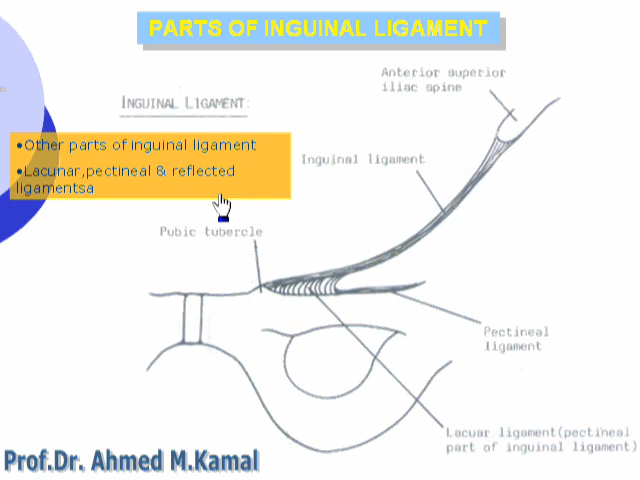 PARTS OF INGUINAL LIGAMENT
Anterior superior
iliac spine
INGUINAL LIGAMENT:
•Other parts of inguinal ligament
•Lacunar,pectineal & reflected
ligamentsa
Inguinal ligament
Pubic tubercle
Pectineal
ligament
Lacuar ligament(pectineal
part of inguinal ligament)
Prof.Dr. Ahmed M.Kamal